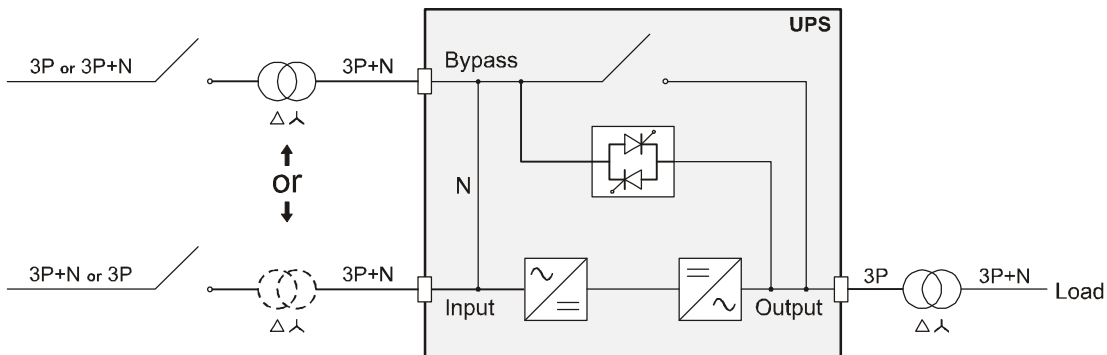 UPS
3P or 3P+N
3P+N
Bypass
or
N
3P+N or 3P
3P+N
Input
Output
3P
3P+N
Load